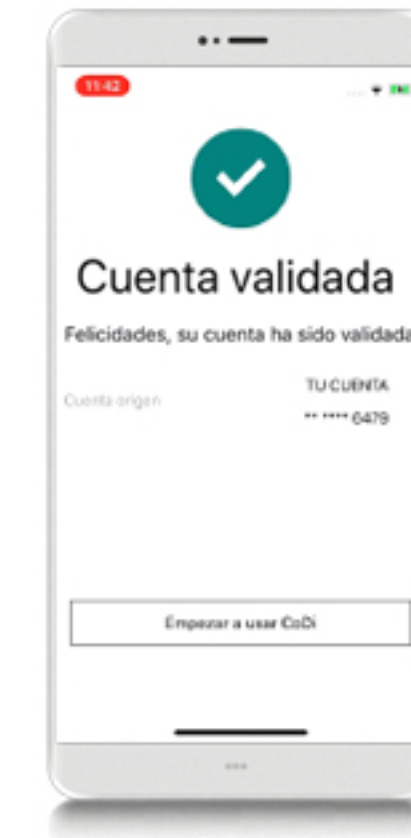 11:42
Cuenta validada
Felicidades, su cuenta ha sido validada
TU CUENTA
Cuenta origen
** **** 6479
Empezar a usar CoDi